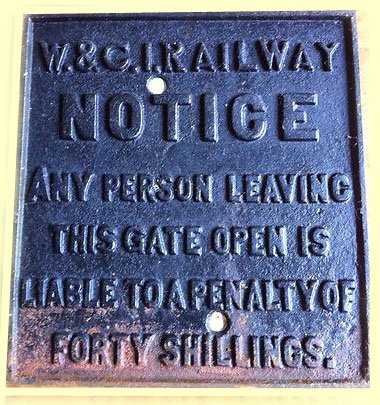 W. & C. I. RAILWAY
NOTICE
ANY PERSON LEAVING
THIS GATE OPEN IS
LIABLE TO A PENALTY OF
FORTY SHILLINGS.